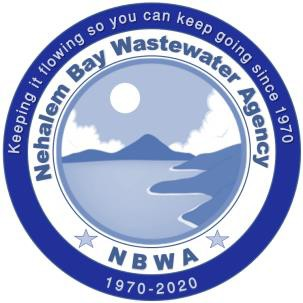 Keeping it flowing so you can keep going since 1970
Nehalem Bay Wastewater Agency
NBWA
1970-2020